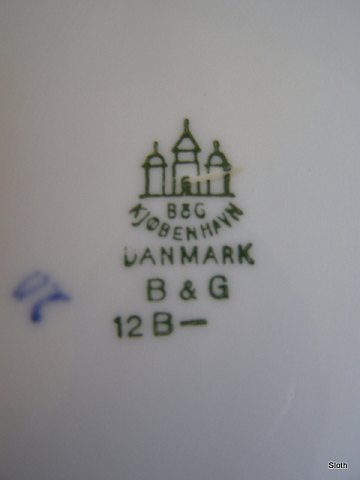 B&G
KJØBENHAVN
DANMARK
B & G
12 B—
Sloth